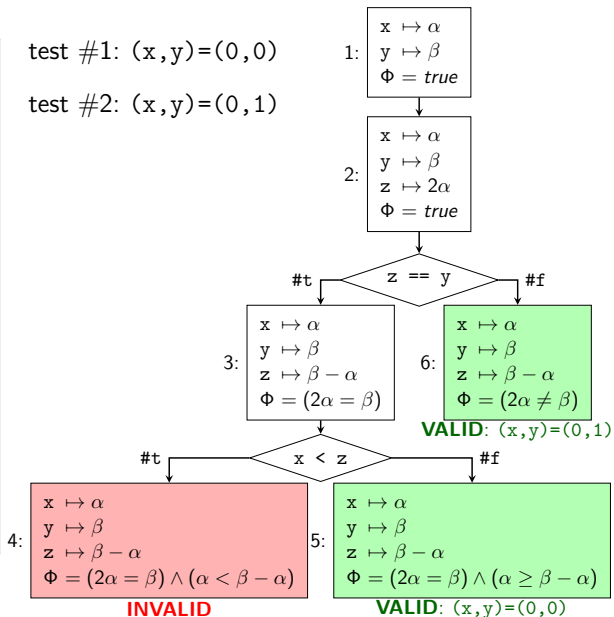 test #1: (x,y)=(0,0)
test #2: (x,y)=(0,1)
1:
x ↦ α
y ↦ β
Φ = true
2:
x ↦ α
y ↦ β
z ↦ 2α
Φ = true
z == y
#t
#f
3:
x ↦ α
y ↦ β
z ↦ β − α
Φ = (2α = β)
6:
x ↦ α
y ↦ β
z ↦ β − α
Φ = (2α ≠ β)
VALID: (x,y)=(0,1)
x < z
#t
#f
4:
x ↦ α
y ↦ β
z ↦ β − α
Φ = (2α = β) ∧ (α < β − α)
INVALID
5:
x ↦ α
y ↦ β
z ↦ β − α
Φ = (2α = β) ∧ (α ≥ β − α)
VALID: (x,y)=(0,0)